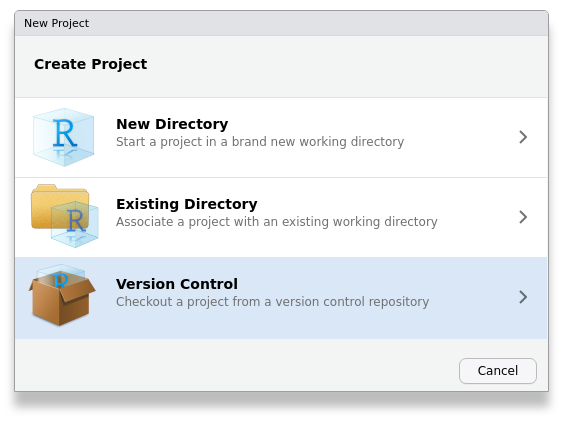 New Project
Create Project
New Directory
Start a project in a brand new working directory
Existing Directory
Associate a project with an existing working directory
Version Control
Checkout a project from a version control repository
Cancel